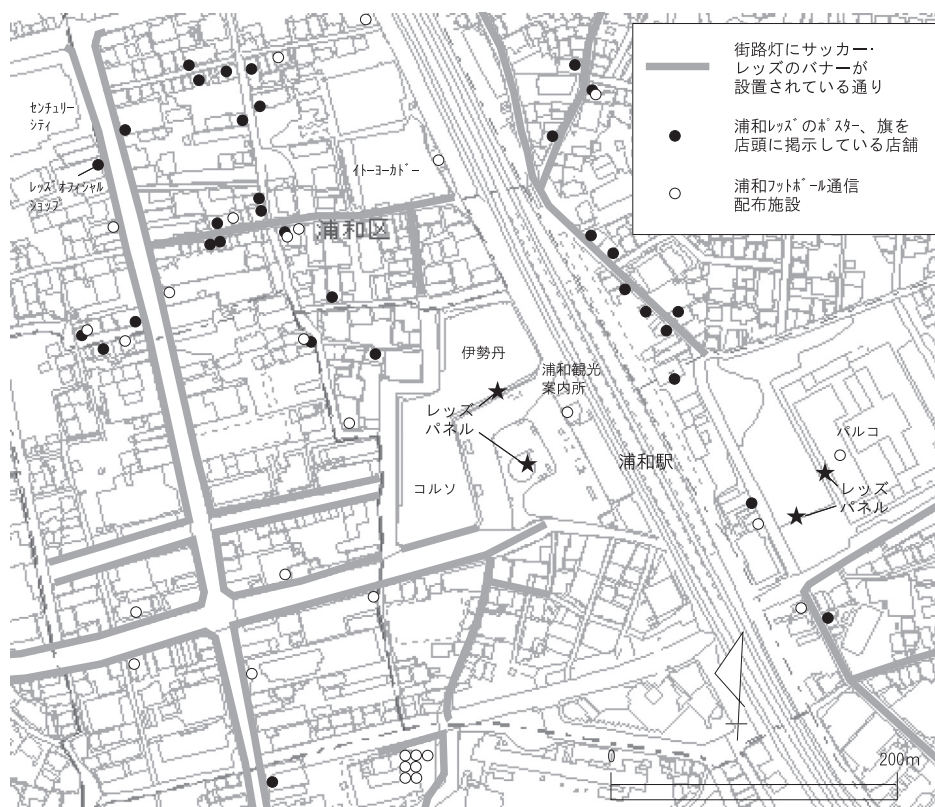 街路灯にサッカー・
レッズのバナーが
設置されている通り
浦和ﾚｯｽﾞのﾎﾟｽﾀｰ、旗を
店頭に掲示している店舗
浦和ﾌｯﾄﾎﾞｰﾙ通信
配布施設
ｾﾝﾁｭﾘｰ
ｼﾃｨ
ｲﾄｰﾖｰｶﾄﾞｰ
ﾚｯｽﾞｵﾌｨｼｬﾙ
ｼｮｯﾌﾟ
浦和区
伊勢丹
浦和観光
案内所
レッズ
パネル
浦和駅
コルソ
パルコ
レッズ
パネル
0
200m